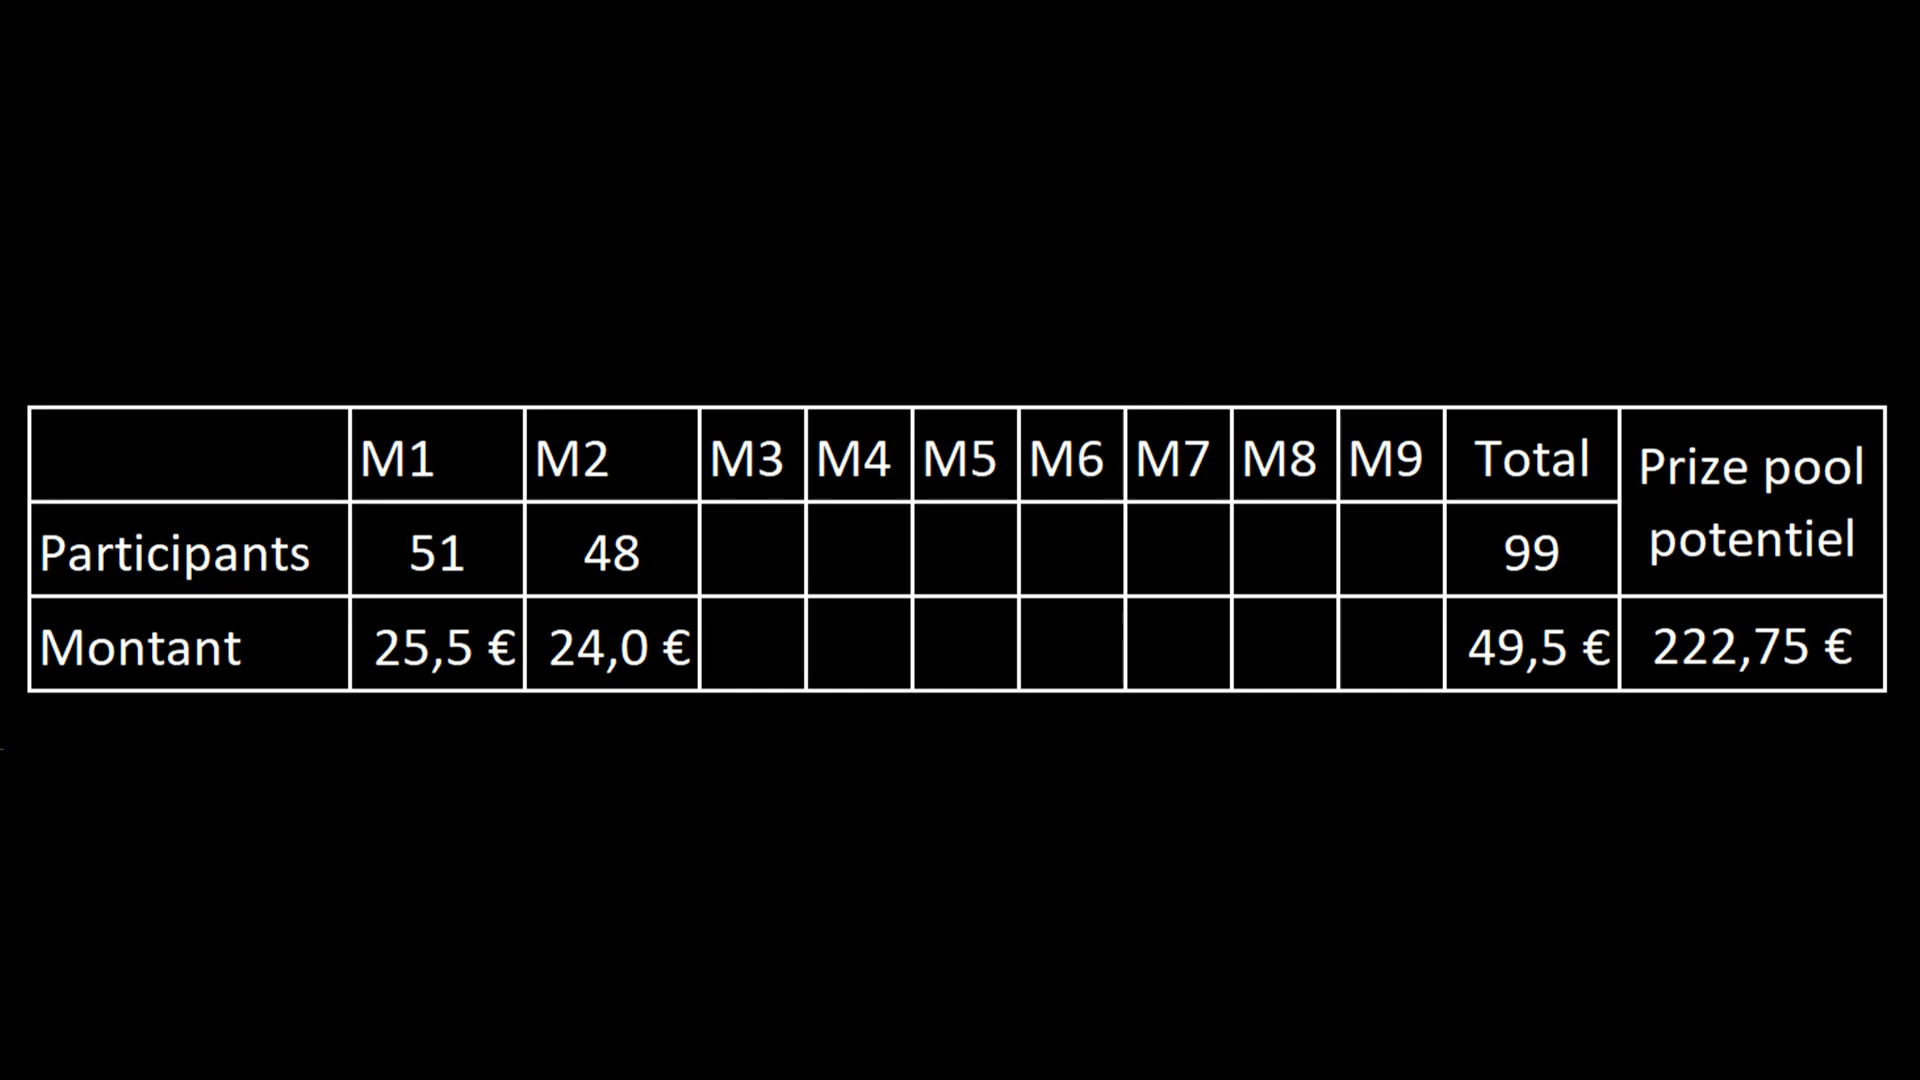 M1 M2 M3 M4 M5 M6 M7 M8 M9 Total Prize pool potentiel
Participants 51 48 99
Montant 25,5 € 24,0 € 49,5 € 222,75 €